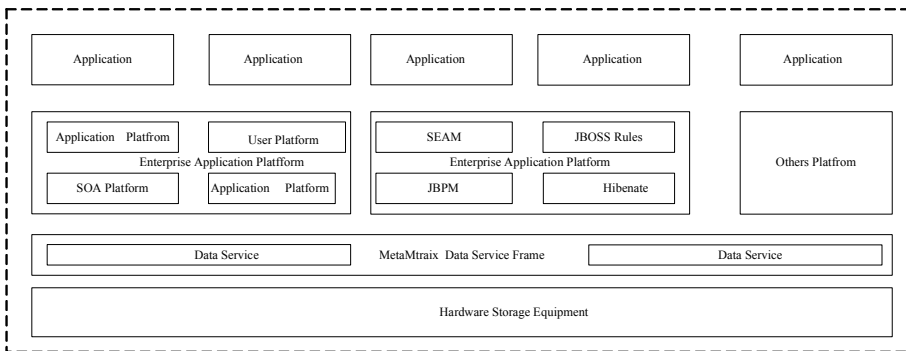 Application
Application
Application
Application
Application
Application Platfrom
User Platform
Enterprise Application Platfform
SOA Platform
Application Platform
SEAM
JBOSS Rules
Enterprise Application Platform
JBPM
Hibenate
Others Platfrom
Data Service
MetaMtraix Data Service Frame
Data Service
Hardware Storage Equipment